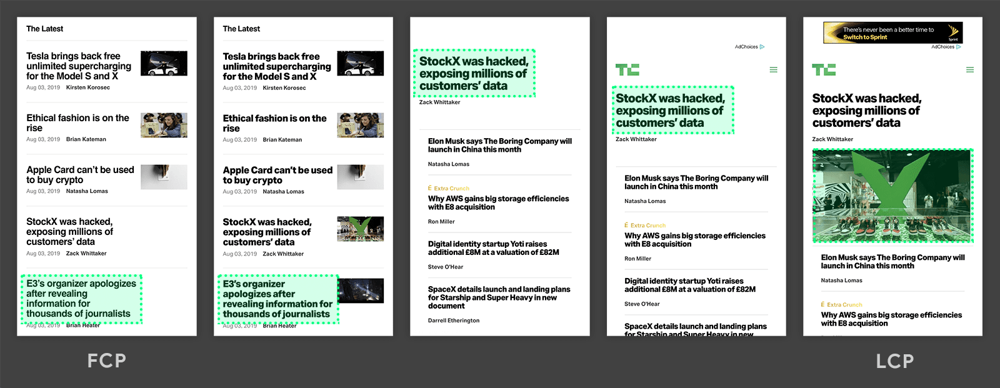 The Latest
Tesla brings back free
unlimited supercharging
for the Model S and X
Aug 03, 2019 Kirsten Korosec
Ethical fashion is on the
rise
Aug 03, 2019 Brian Kateman
Apple Card can't be used
to buy crypto
Aug 03, 2019 Natasha Lomas
StockX was hacked,
exposing millions of
customers' data
Aug 03, 2019 Zack Whittaker
E3's organizer apologizes
after revealing
information for
thousands of journalists
Aug 03, 2019 Brian Heater
FCP
The Latest
Tesla brings back free
unlimited supercharging
for the Model S and X
Aug 03, 2019 Kirsten Korosec
Ethical fashion is on the
rise
Aug 03, 2019 Brian Kateman
Apple Card can't be used
to buy crypto
Aug 03, 2019 Natasha Lomas
StockX was hacked,
exposing millions of
customers' data
Aug 03, 2019 Zack Whittaker
E3's organizer
apologizes after
revealing information for
thousands of journalists
Aug 03, 2019 Brian Heater
StockX was hacked,
exposing millions of
customers' data
Zack Whittaker
Elon Musk says The Boring Company will
launch in China this month
Natasha Lomas
Extra Crunch
Why AWS gains big storage efficiencies
with E8 acquisition
Ron Miller
Digital identity startup Yoti raises
additional £8M at a valuation of £82M
Steve O'Hear
SpaceX details launch and landing plans
for Starship and Super Heavy in new
document
Darrell Etherington
AdChoices
TC
StockX was hacked,
exposing millions of
customers' data
Zack Whittaker
Elon Musk says The Boring Company will
launch in China this month
Natasha Lomas
Extra Crunch
Why AWS gains big storage efficiencies
with E8 acquisition
Ron Miller
Digital identity startup Yoti raises
additional £8M at a valuation of £82M
Steve O'Hear
SpaceX details launch and landing plans
for Starship and Super Heavy in new
There's never been a better time to
Switch to Sprint
Sprint
AdChoices
TC
StockX was hacked,
exposing millions of
customers' data
Zack Whittaker
Elon Musk says The Boring Company will
launch in China this month
Natasha Lomas
Extra Crunch
Why AWS gains big storage efficiencies
with E8 acquisition
LCP